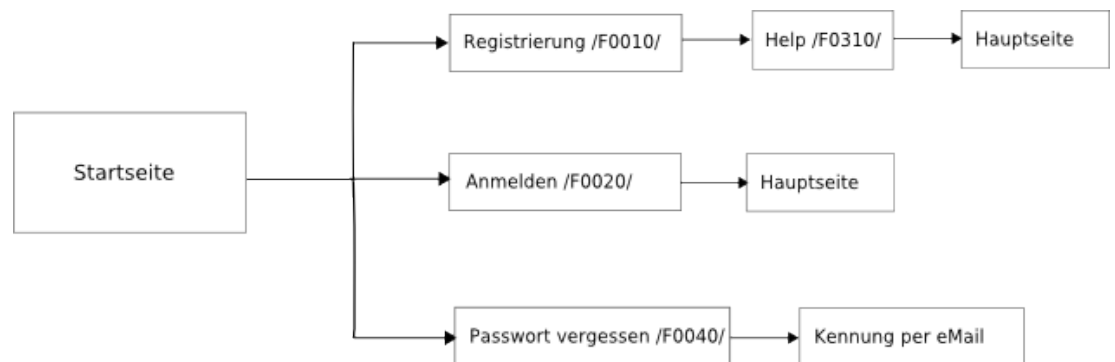 Registrierung /F0010/
Help /F0310/
Hauptseite
Startseite
Anmelden /F0020/
Hauptseite
Passwort vergessen /F0040/
Kennung per eMail